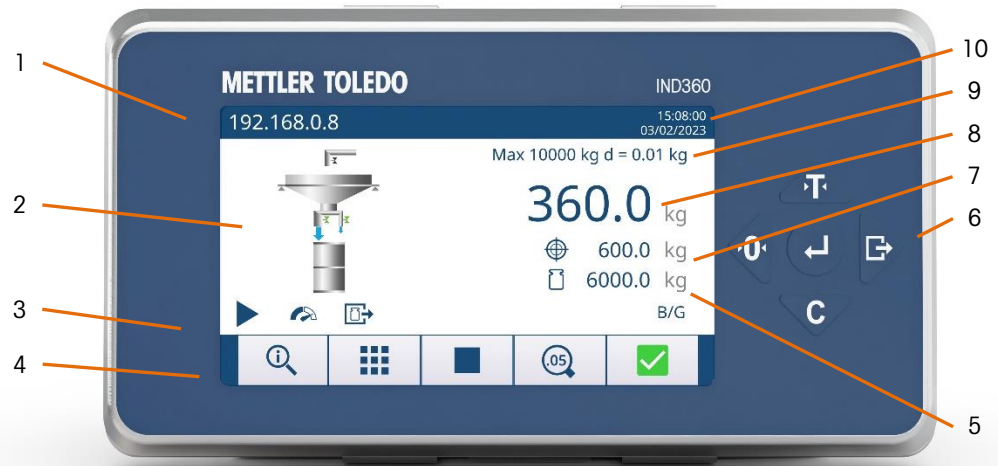 METTLER TOLEDO
IND360
192.168.0.8
15:08:00
03/02/2023
Max 10000 kg d = 0.01 kg
360.0 kg
600.0 kg
6000.0 kg
B/G
i
.05
T
0
C
1
2
3
4
10
9
8
7
6
5